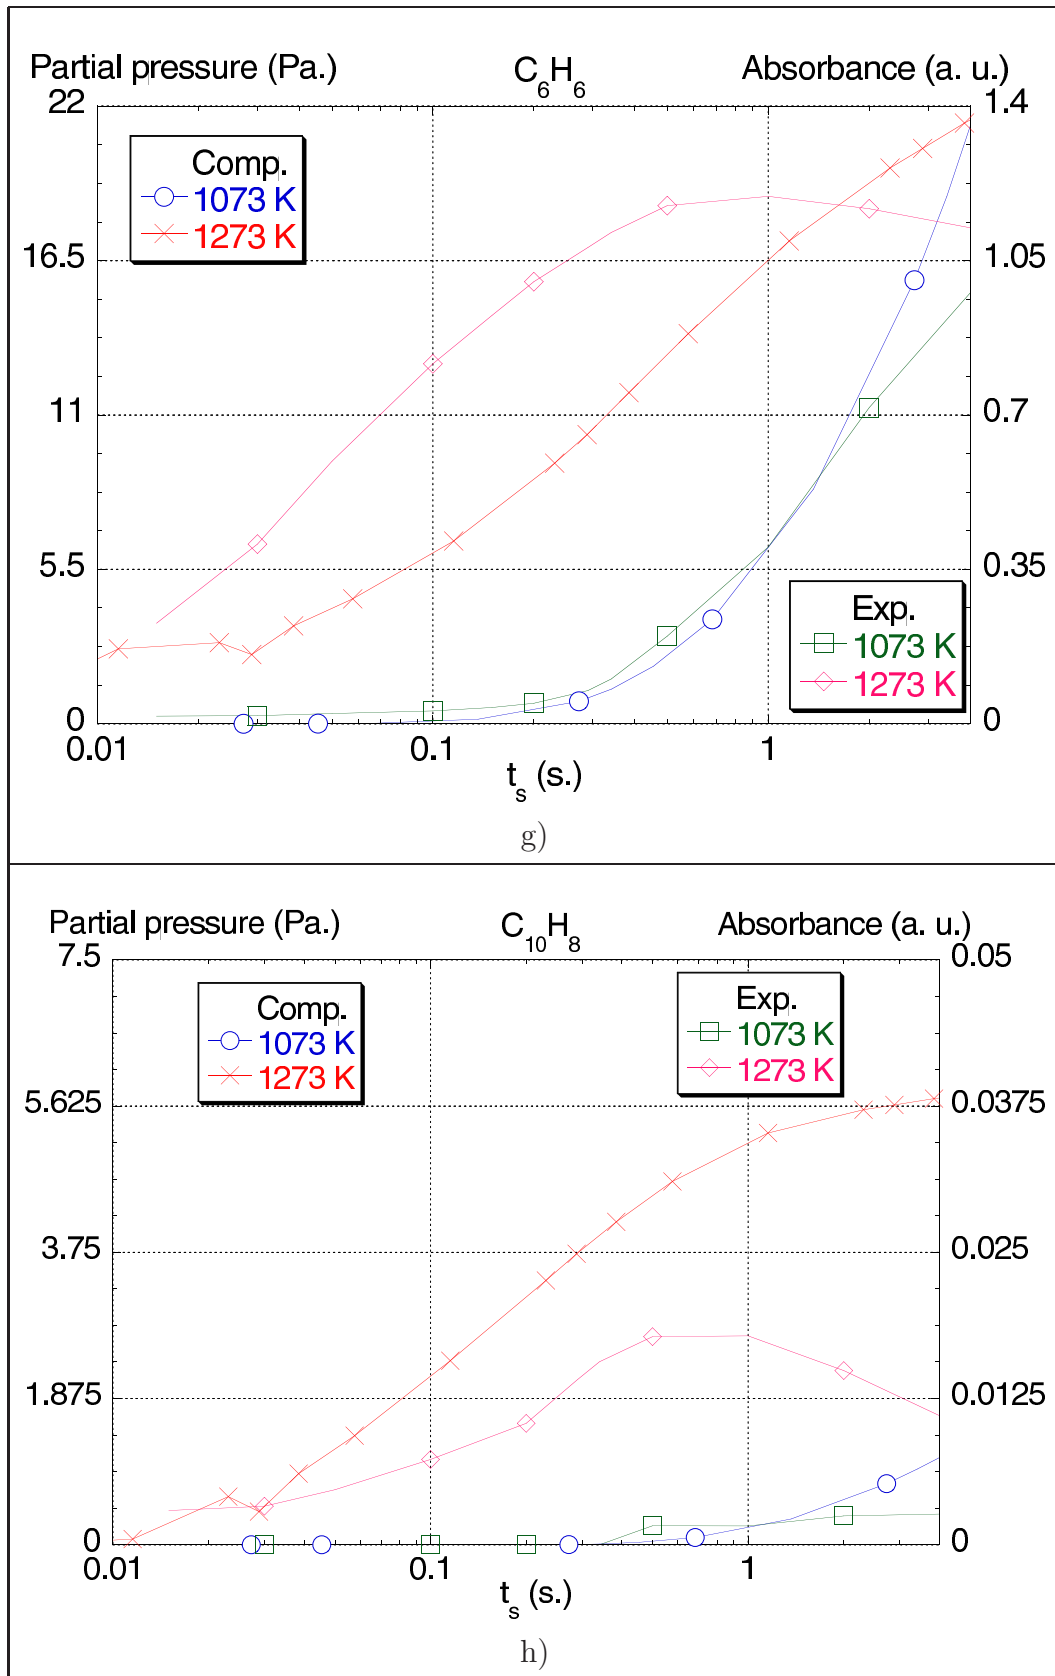 Partial pressure (Pa.) C6H6 Absorbance (a. u.)
22 1.4
Comp.
1073 K
1273 K
16.5 1.05
11 0.7
5.5 0.35
Exp.
1073 K
1273 K
0 0
0.01 0.1 1
ts (s.)
g)
Partial pressure (Pa.) C10H8 Absorbance (a. u.)
7.5 0.05
Comp. Exp.
1073 K 1073 K
1273 K 1273 K
5.625 0.0375
3.75 0.025
1.875 0.0125
0 0
0.01 0.1 1
ts (s.)
h)